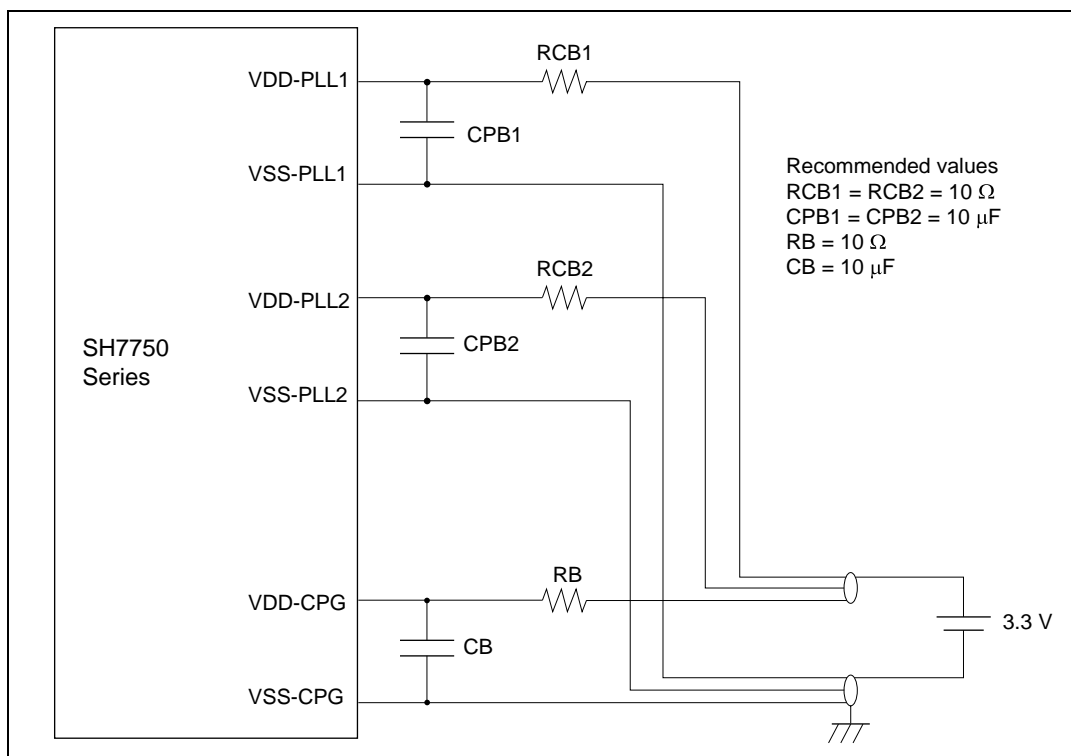 RCB1
VDD-PLL1
CPB1
VSS-PLL1
Recommended values
RCB1 = RCB2 = 10 Ω
CPB1 = CPB2 = 10 μF
RB = 10 Ω
CB = 10 μF
RCB2
VDD-PLL2
CPB2
SH7750
Series
VSS-PLL2
RB
VDD-CPG
3.3 V
CB
VSS-CPG